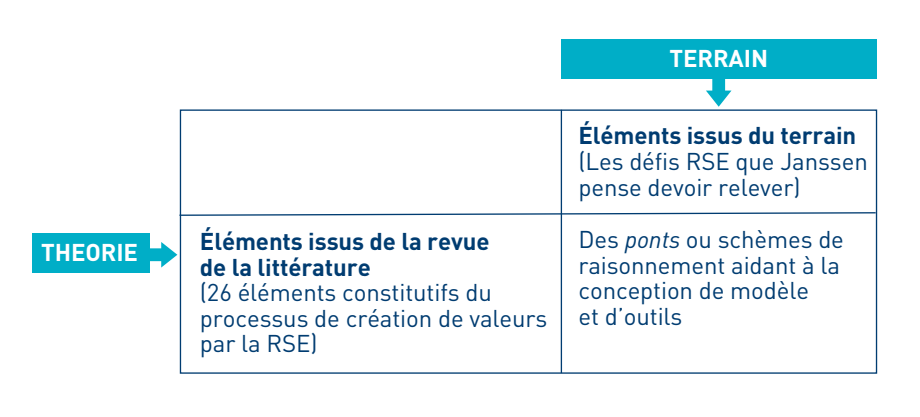 TERRAIN
Éléments issus du terrain
(Les défis RSE que Janssen
pense devoir relever)
THEORIE
Éléments issus de la revue
de la littérature
(26 éléments constitutifs du
processus de création de valeurs
par la RSE)
Des ponts ou schèmes de
raisonnement aidant à la
conception de modèle
et d’outils